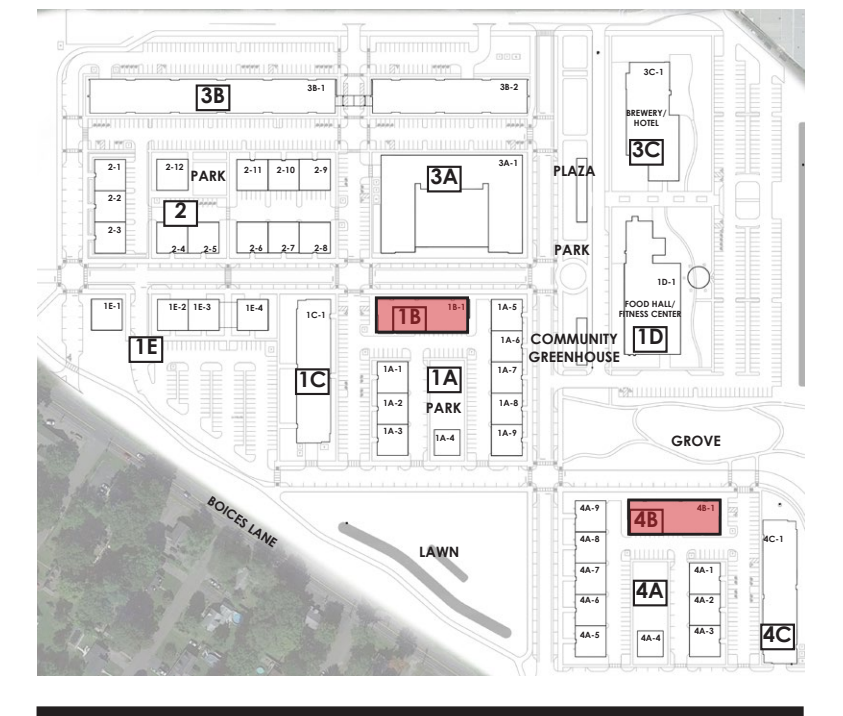 3C-1
3B
3B-1
3B-2
BREWERY/
HOTEL
3C
2-1
2-12
PARK
2-11
2-10
2-9
3A
3A-1
PLAZA
2-2
2
2-3
2-4
2-5
2-6
2-7
2-8
PARK
1D-1
1E-1
1E-2
1E-3
1E-4
1C-1
1B
1B-1
1A-5
FOOD HALL/
FITNESS CENTER
1E
1A-6
COMMUNITY
GREENHOUSE
1D
1C
1A-1
1A
1A-7
1A-2
PARK
1A-8
1A-3
1A-4
1A-9
GROVE
BOICES LANE
LAWN
4A-9
4B
4B-1
4A-8
4C-1
4A-7
4A-1
4A
4A-6
4A-2
4A-5
4A-4
4A-3
4C